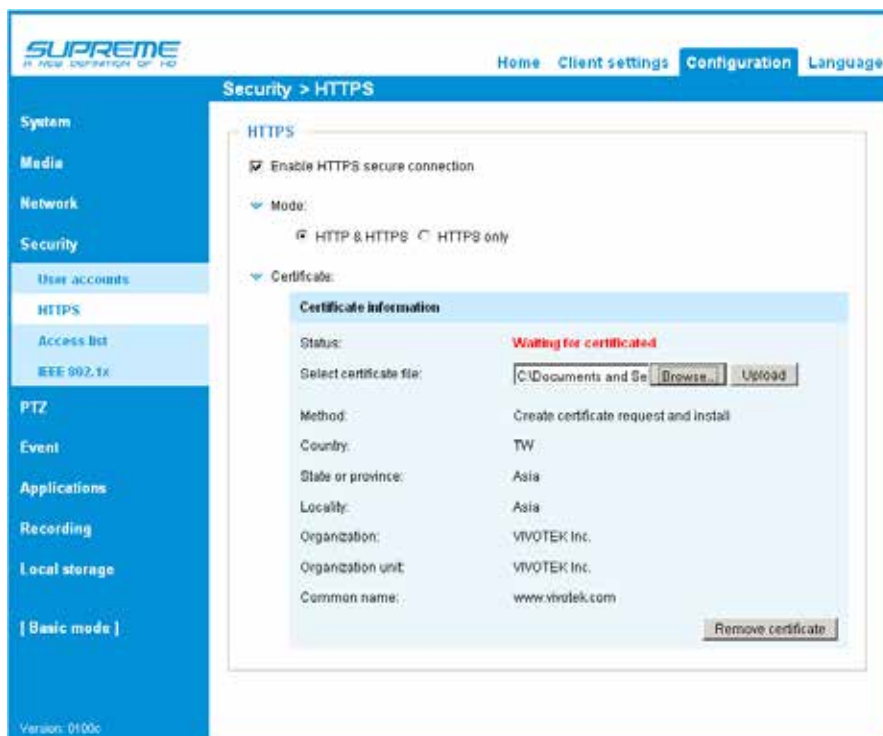 SUPREME
A NEW DEFINITION OF HD
Home Client settings Configuration Language
Security > HTTPS
System
Media
Network
Security
User accounts
HTTPS
Access list
IEEE 802.1x
PTZ
Event
Applications
Recording
Local storage
[ Basic mode ]
Version: 0100c
HTTPS
Enable HTTPS secure connection
Mode:
HTTP & HTTPS HTTPS only
Certificate:
Certificate information
Status: Waiting for certificated
Select certificate file: C:\Documents and Se Browse... Upload
Method: Create certificate request and install
Country: TW
State or province: Asia
Locality: Asia
Organization: VIVOTEK Inc.
Organization unit: VIVOTEK Inc.
Common name: www.vivotek.com
Remove certificate